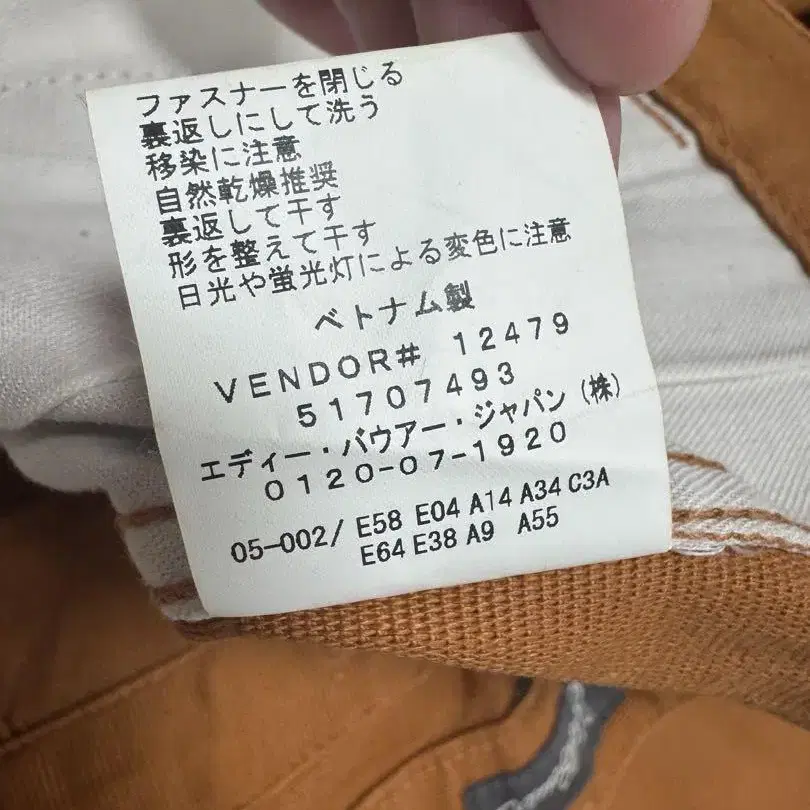 ファスナーを閉じる
裏返しにして洗う
移染に注意
自然乾燥推奨
裏返して干す
形を整えて干す
日光や蛍光灯による変色に注意
ベトナム製
VENDOR# 12479
51707493
エディー・バウアー・ジャパン(株)
0120-07-1920
05-002/ E58 E04 A14 A34 C3A
E64 E38 A9 A55